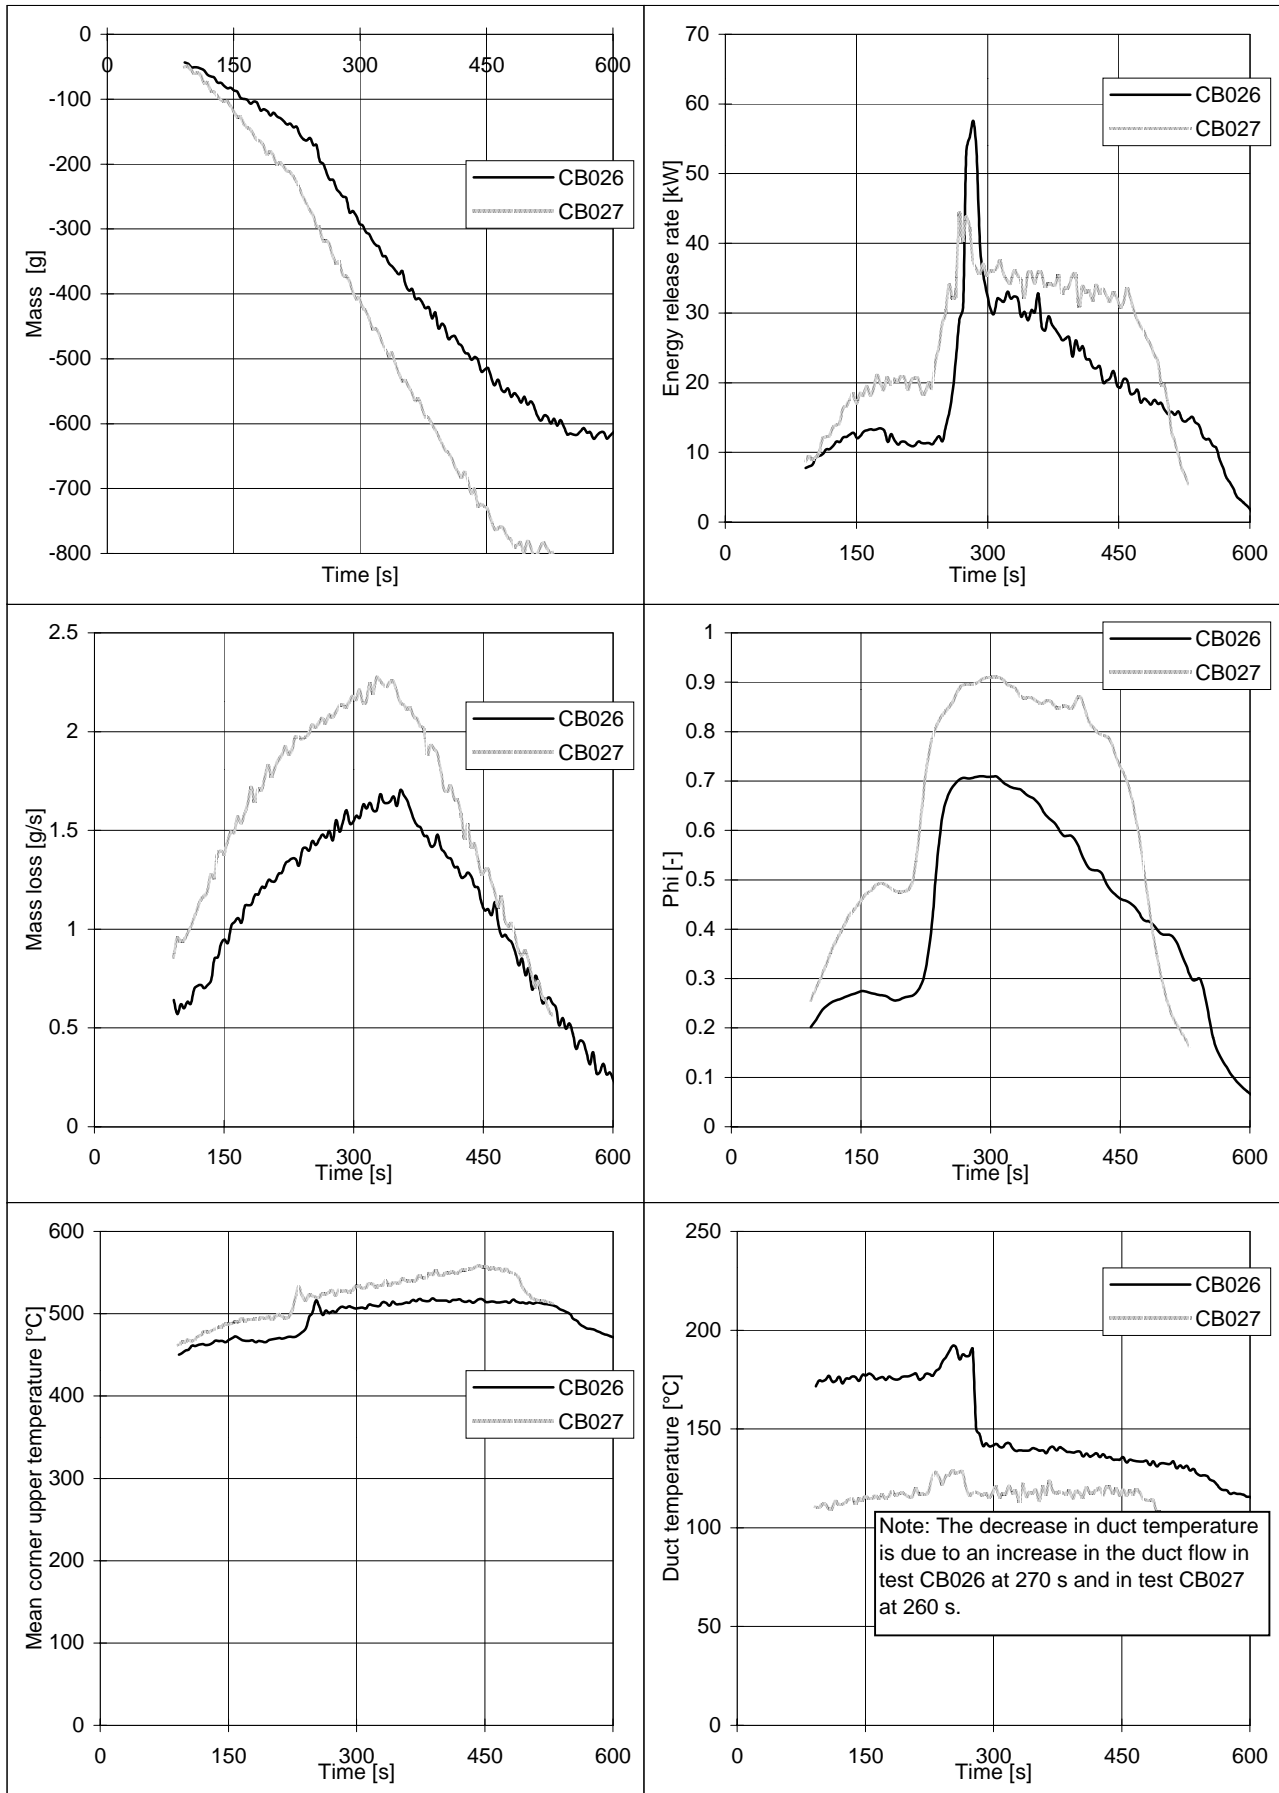 0
-100
-200
-300
-400
-500
-600
-700
-800
0
150
300
450
600
Mass [g]
Time [s]
CB026
CB027
70
60
50
40
30
20
10
0
0
150
300
450
600
Energy release rate [kW]
Time [s]
CB026
CB027
2.5
2
1.5
1
0.5
0
0
150
300
450
600
Mass loss [g/s]
Time [s]
CB026
CB027
1
0.9
0.8
0.7
0.6
0.5
0.4
0.3
0.2
0.1
0
0
150
300
450
600
Phi [-]
Time [s]
CB026
CB027
600
500
400
300
200
100
0
0
150
300
450
600
Mean corner upper temperature [°C]
Time [s]
CB026
CB027
250
200
150
100
50
0
0
150
300
450
600
Duct temperature [°C]
Time [s]
CB026
CB027
Note: The decrease in duct temperature
is due to an increase in the duct flow in
test CB026 at 270 s and in test CB027
at 260 s.